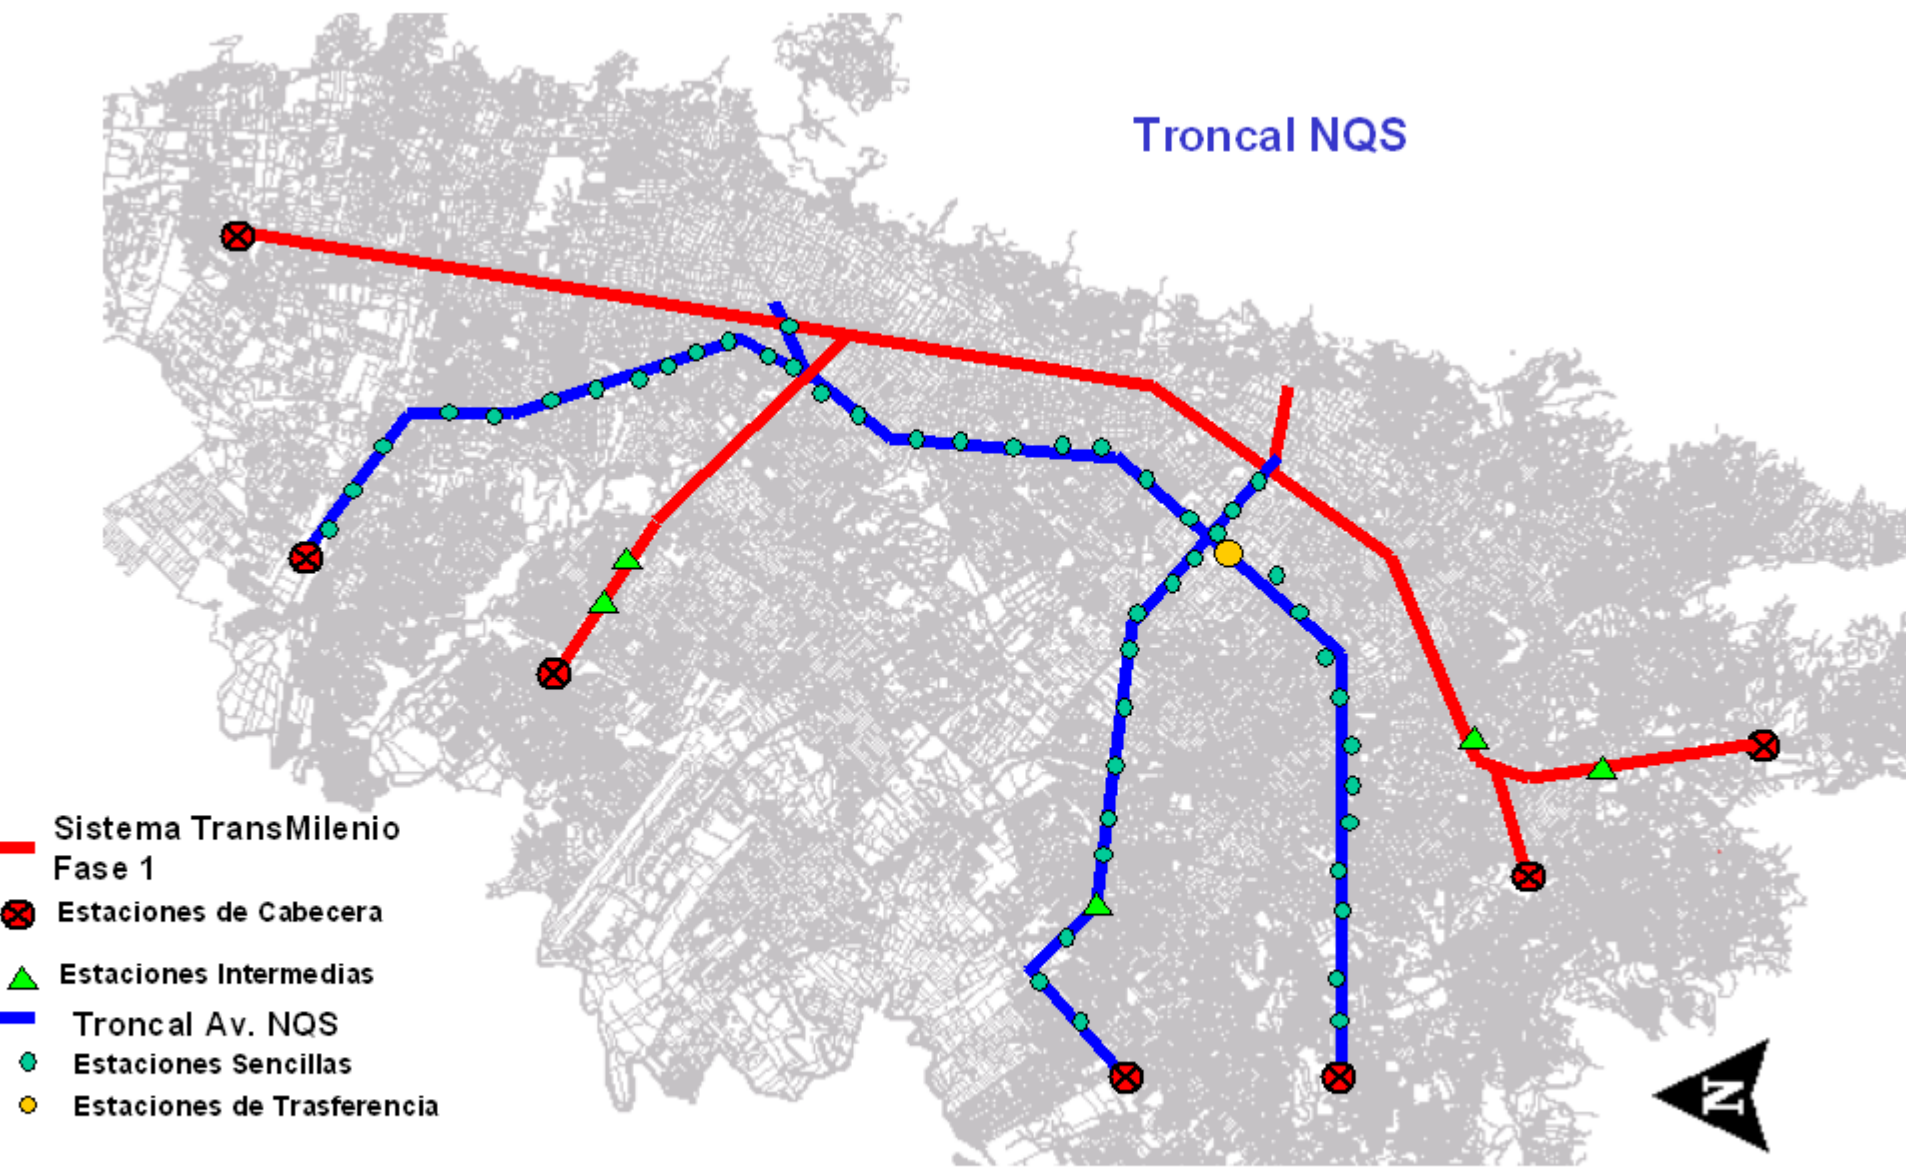 Troncal NQS
Sistema TransMilenio
Fase 1
Estaciones de Cabecera
Estaciones Intermedias
Troncal Av. NQS
Estaciones Sencillas
Estaciones de Trasferencia
N